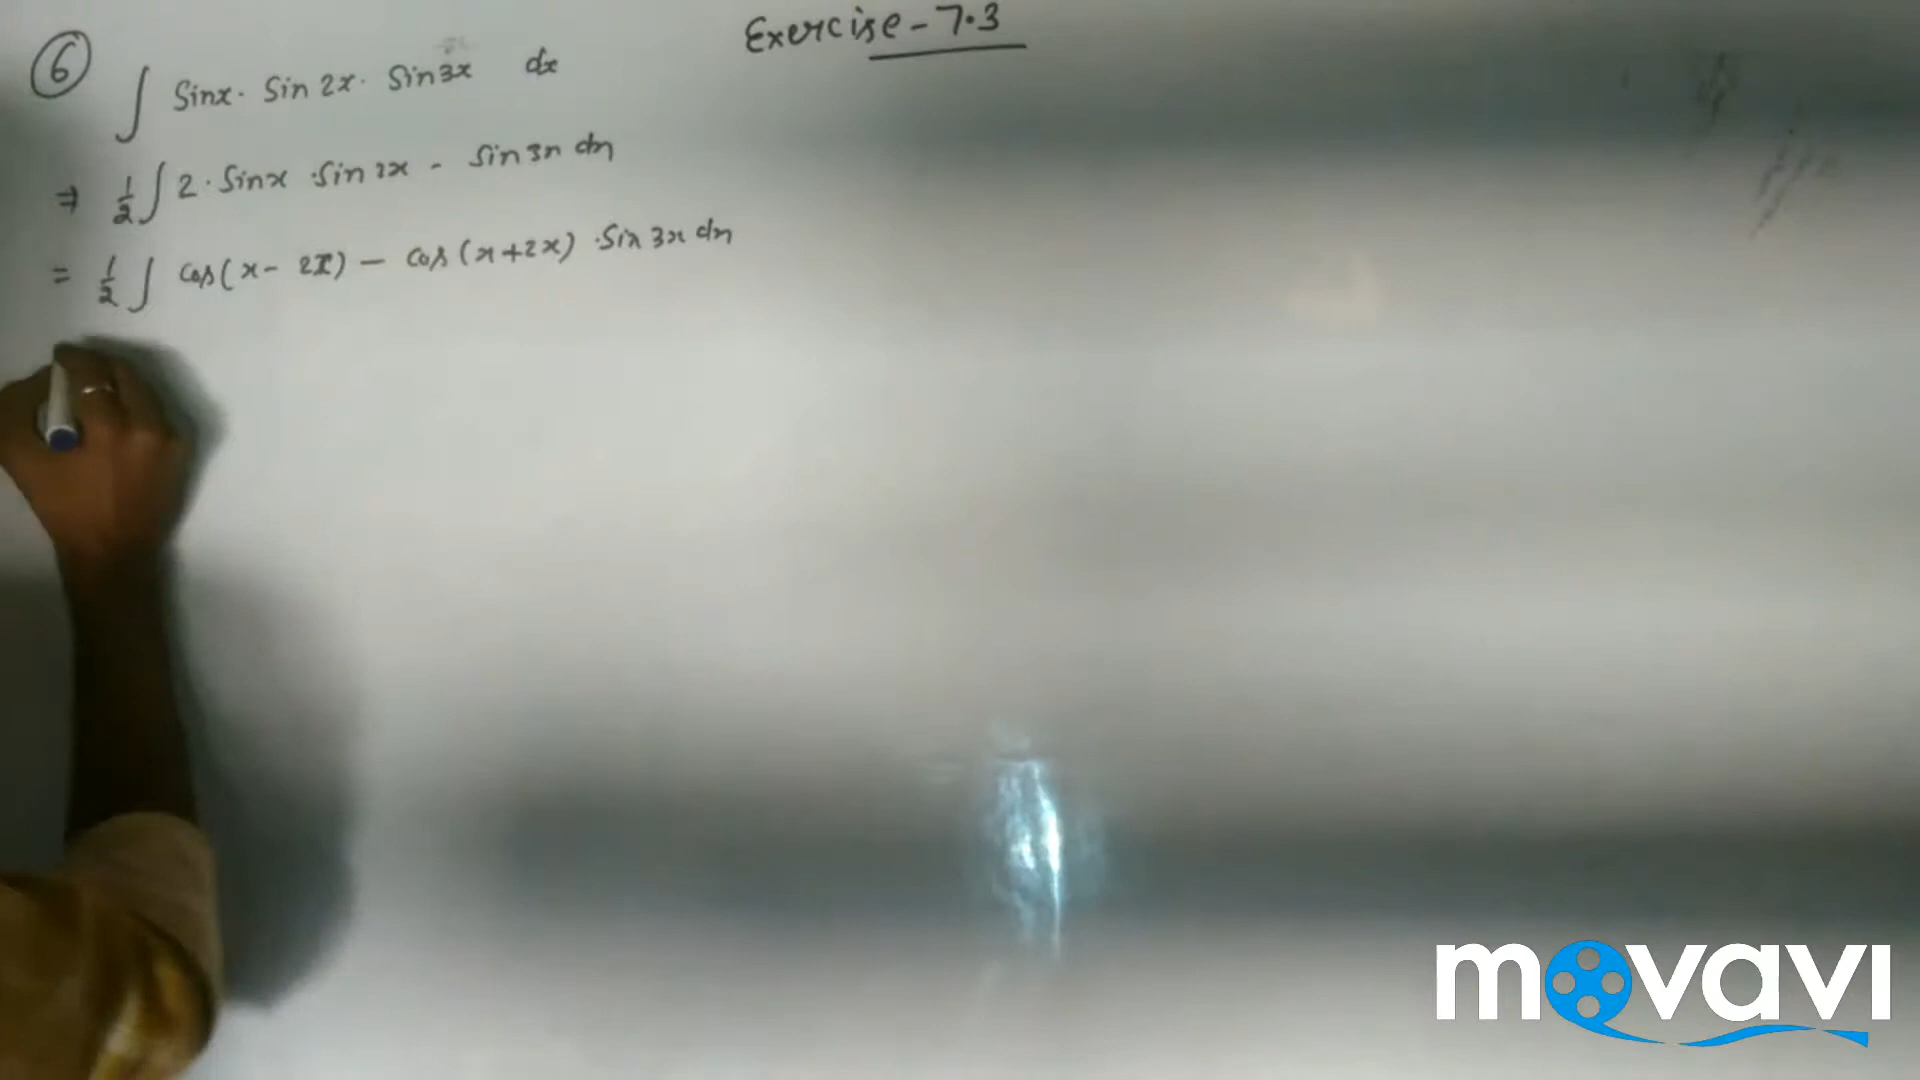 Exercise - 7.3
⑥ ∫ Sinx · Sin 2x · Sin3x dx
⇒ 1/2 ∫ 2 · Sinx · Sin 2x - Sin 3x dx
= 1/2 ∫ Cos(x - 2x) - Cos(x+2x) · Sin 3x dx
movavi